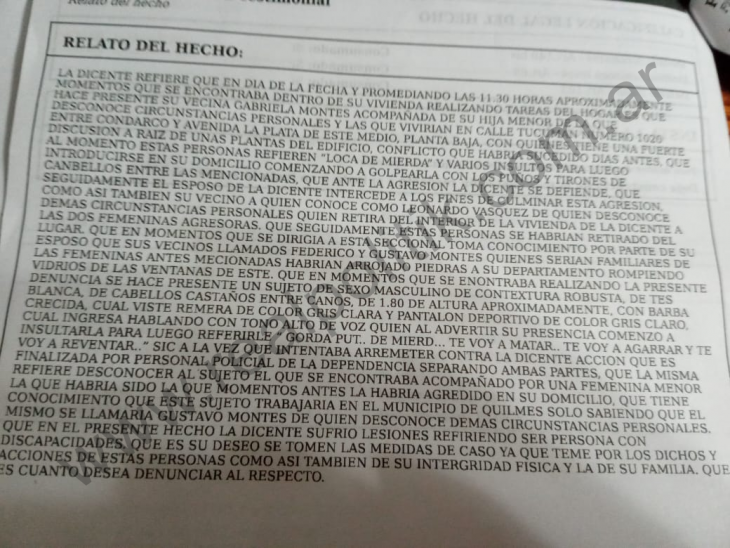 Relato del hecho
RELATO DEL HECHO:
LA DICENTE REFIERE QUE EN DIA DE LA FECHA Y PROMEDIANDO LAS 11.30 HORAS APROXIMADAMENTE
MOMENTOS QUE SE ENCONTRABA DENTRO DE SU VIVIENDA REALIZANDO TAREAS DEL HOGAR QUE
HACE PRESENTE SU VECINA GABRIELA MONTES ACOMPAÑADA DE SU HIJA MENOR DE QUE
DESCONOCE CIRCUNSTANCIAS PERSONALES Y LAS QUE VIVIRIAN EN CALLE 1020
ENTRE CONDARCO Y AVENIDA LA PLATA DE ESTE MEDIO, PLANTA BAJA, CON TIENE UNA FUERTE
DISCUSION A RAIZ DE UNAS PLANTAS DEL EDIFICIO, CONFLICTO QUE HABRIA DIAS ANTES, QUE
AL MOMENTO ESTAS PERSONAS REFIEREN "LOCA DE MIERDA" Y VARIOS INSULTOS PARA LUEGO
INTRODUCIRSE EN SU DOMICILIO COMENZANDO A GOLPEARLA CON LOS PUÑOS Y TIRONES DE
CANBELLOS ENTRE LAS MENCIONADAS, QUE ANTE LA AGRESION LA DICENTE SE DEFIENDE. QUE
SEGUIDAMENTE EL ESPOSO DE LA DICENTE INTERCEDE A LOS FINES DE CULMINAR ESTA AGRESION,
COMO ASI TAMBIEN SU VECINO A QUIEN CONOCE COMO LEONARDO VASQUEZ DE QUIEN DESCONOCE
DEMAS CIRCUNSTANCIAS PERSONALES QUIEN RETIRA DEL INTERIOR DE LA VIVIENDA DE LA DICENTE A
LAS DOS FEMENINAS AGRESORAS. QUE SEGUIDAMENTE ESTAS PERSONAS SE HABRIAN RETIRADO DEL
LUGAR. QUE EN MOMENTOS QUE SE DIRIGIA A ESTA SECCIONAL TOMA CONOCIMIENTO POR PARTE DE SU
ESPOSO QUE SUS VECINOS LLAMADOS FEDERICO Y GUSTAVO MONTES QUIENES SERIAN FAMILIARES DE
LAS FEMENINAS ANTES MECIONADAS HABRIAN ARROJADO PIEDRAS A SU DEPARTAMENTO ROMPIENDO
VIDRIOS DE LAS VENTANAS DE ESTE. QUE EN MOMENTOS QUE SE ENONTRABA REALIZANDO LA PRESENTE
DENUNCIA SE HACE PRESENTE UN SUJETO DE SEXO MASCULINO DE CONTEXTURA ROBUSTA, DE TES
BLANCA, DE CABELLOS CASTAÑOS ENTRE CANOS, DE 1.80 DE ALTURA APROXIMADAMENTE, CON BARBA
CRECIDA, CUAL VISTE REMERA DE COLOR GRIS CLARA Y PANTALON DEPORTIVO DE COLOR GRIS CLARO,
CUAL INGRESA HABLANDO CON TONO ALTO DE VOZ QUIEN AL ADVERTIR SU PRESENCIA COMENZO A
INSULTARLA PARA LUEGO REFERIRLE " GORDA PUT.. DE MIERD... TE VOY A MATAR.. TE VOY A AGARRAR Y TE
VOY A REVENTAR.." SIC A LA VEZ QUE INTENTABA ARREMETER CONTRA LA DICENTE ACCION QUE ES
FINALIZADA POR PERSONAL POLICIAL DE LA DEPENDENCIA SEPARANDO AMBAS PARTES, QUE LA MISMA
REFIERE DESCONOCER AL SUJETO EL QUE SE ENCONTRABA ACOMPAÑADO POR UNA FEMENINA MENOR
LA QUE HABRIA SIDO LA QUE MOMENTOS ANTES LA HABRIA AGREDIDO EN SU DOMICILIO, QUE TIENE
CONOCIMIENTO QUE ESTE SUJETO TRABAJARIA EN EL MUNICIPIO DE QUILMES SOLO SABIENDO QUE EL
MISMO SE LLAMARIA GUSTAVO MONTES DE QUIEN DESCONOCE DEMAS CIRCUNSTANCIAS PERSONALES.
QUE EN EL PRESENTE HECHO LA DICENTE SUFRIO LESIONES REFIRIENDO SER PERSONA CON
DISCAPACIDADES. QUE ES SU DESEO SE TOMEN LAS MEDIDAS DE CASO YA QUE TEME POR LOS DICHOS Y
ACCIONES DE ESTAS PERSONAS COMO ASI TAMBIEN DE SU INTERGRIDAD FISICA Y LA DE SU FAMILIA. QUE
ES CUANTO DESEA DENUNCIAR AL RESPECTO.